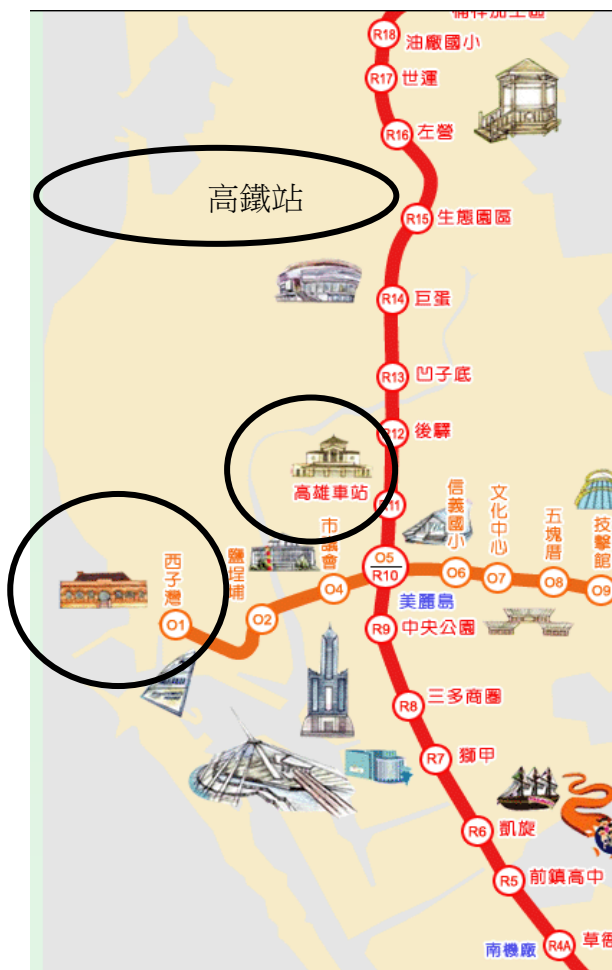 R18 油廠國小
R17 世運
R16 左營
高鐵站
R15 生態園區
R14 巨蛋
R13 凹子底
R12 後驛
高雄車站 R11
西子灣
鹽埕埔
市議會
信義國小
文化中心
五塊厝
技擊館
O1
O2
O4
O5
R10
O6
O7
O8
O9
美麗島
R9 中央公園
R8 三多商圈
R7 獅甲
R6 凱旋
R5 前鎮高中
南機廠 R4A 草衙